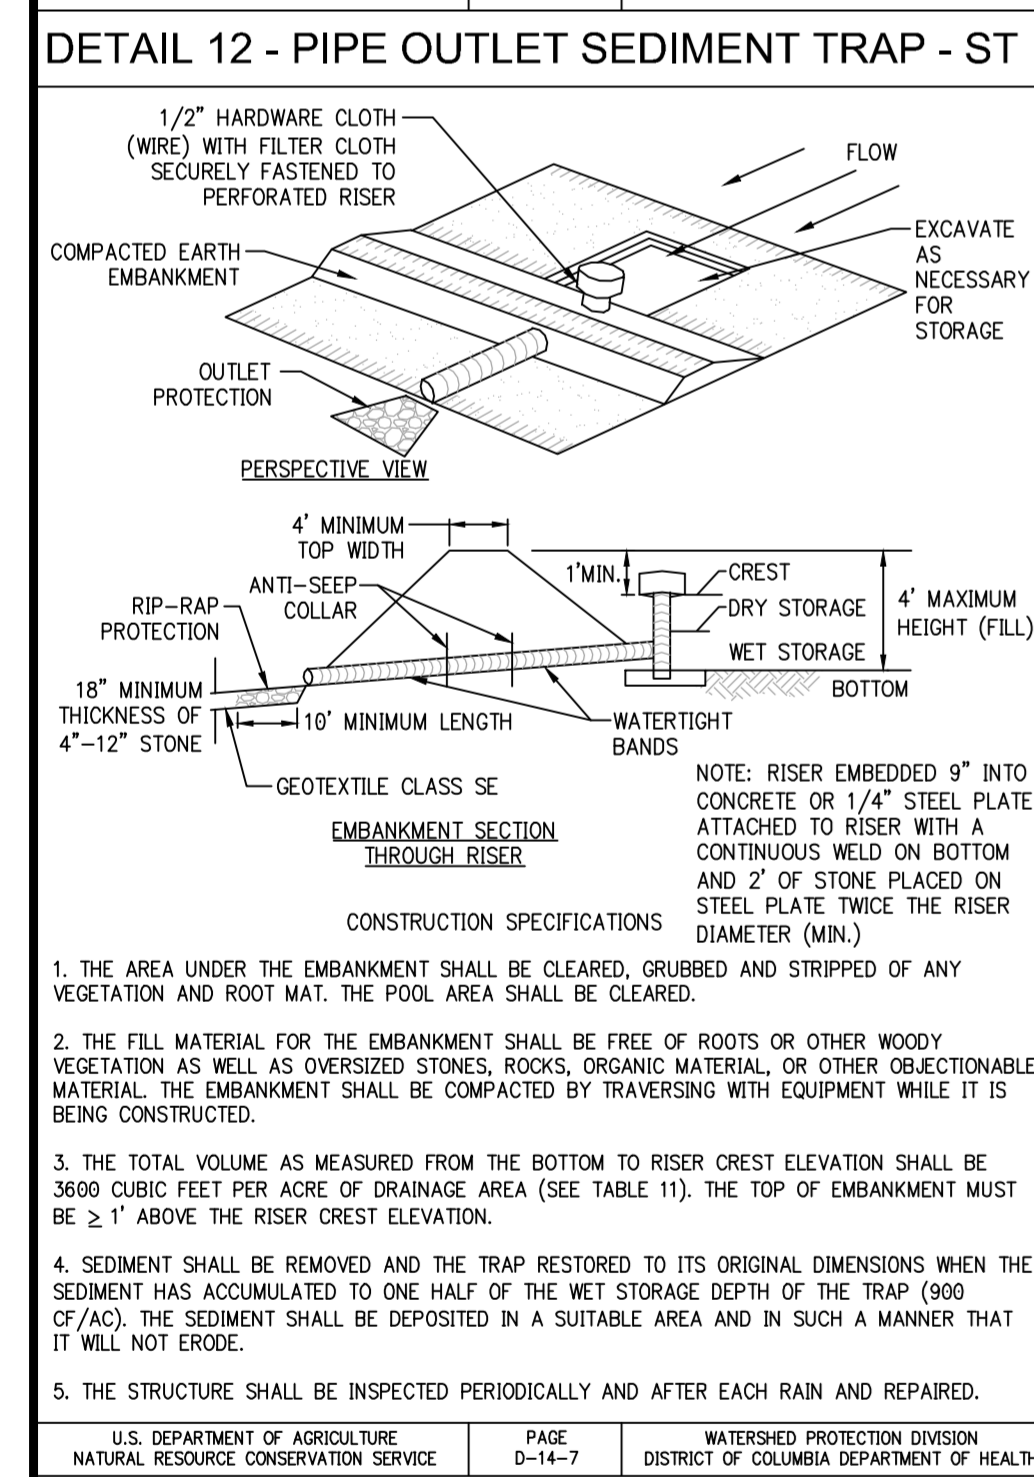 DETAIL 12 - PIPE OUTLET SEDIMENT TRAP - ST
1/2" HARDWARE CLOTH
(WIRE) WITH FILTER CLOTH
SECURELY FASTENED TO
PERFORATED RISER
FLOW
COMPACTED EARTH
EMBANKMENT
EXCAVATE
AS
NECESSARY
FOR
STORAGE
OUTLET
PROTECTION
PERSPECTIVE VIEW
4' MINIMUM
TOP WIDTH
ANTI-SEEP
COLLAR
RIP-RAP
PROTECTION
1'MIN.
CREST
DRY STORAGE
WET STORAGE
4' MAXIMUM
HEIGHT (FILL)
BOTTOM
18" MINIMUM
THICKNESS OF
4"-12" STONE
10' MINIMUM LENGTH
WATERTIGHT
BANDS
GEOTEXTILE CLASS SE
EMBANKMENT SECTION
THROUGH RISER
NOTE: RISER EMBEDDED 9" INTO
CONCRETE OR 1/4" STEEL PLATE
ATTACHED TO RISER WITH A
CONTINUOUS WELD ON BOTTOM
AND 2' OF STONE PLACED ON
STEEL PLATE TWICE THE RISER
DIAMETER (MIN.)
CONSTRUCTION SPECIFICATIONS
1. THE AREA UNDER THE EMBANKMENT SHALL BE CLEARED, GRUBBED AND STRIPPED OF ANY
VEGETATION AND ROOT MAT. THE POOL AREA SHALL BE CLEARED.
2. THE FILL MATERIAL FOR THE EMBANKMENT SHALL BE FREE OF ROOTS OR OTHER WOODY
VEGETATION AS WELL AS OVERSIZED STONES, ROCKS, ORGANIC MATERIAL, OR OTHER OBJECTIONABLE
MATERIAL. THE EMBANKMENT SHALL BE COMPACTED BY TRAVERSING WITH EQUIPMENT WHILE IT IS
BEING CONSTRUCTED.
3. THE TOTAL VOLUME AS MEASURED FROM THE BOTTOM TO RISER CREST ELEVATION SHALL BE
3600 CUBIC FEET PER ACRE OF DRAINAGE AREA (SEE TABLE 11). THE TOP OF EMBANKMENT MUST
BE ≥ 1' ABOVE THE RISER CREST ELEVATION.
4. SEDIMENT SHALL BE REMOVED AND THE TRAP RESTORED TO ITS ORIGINAL DIMENSIONS WHEN THE
SEDIMENT HAS ACCUMULATED TO ONE HALF OF THE WET STORAGE DEPTH OF THE TRAP (900
CF/AC). THE SEDIMENT SHALL BE DEPOSITED IN A SUITABLE AREA AND IN SUCH A MANNER THAT
IT WILL NOT ERODE.
5. THE STRUCTURE SHALL BE INSPECTED PERIODICALLY AND AFTER EACH RAIN AND REPAIRED.
U.S. DEPARTMENT OF AGRICULTURE
NATURAL RESOURCE CONSERVATION SERVICE
PAGE
D-14-7
WATERSHED PROTECTION DIVISION
DISTRICT OF COLUMBIA DEPARTMENT OF HEALTH